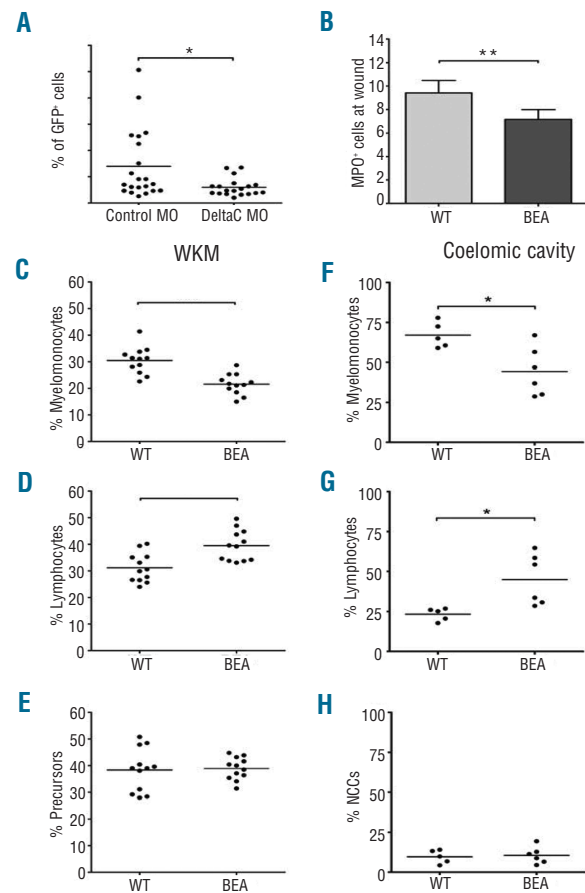 A
*
% of GFP+ cells
Control MO DeltaC MO
B
**
MPO+ cells at wound
14
12
10
8
6
4
2
0
WT BEA
WKM
Coelomic cavity
C
% Myelomonocytes
60
50
40
30
20
10
0
WT BEA
F
*
% Myelomonocytes
100
75
50
25
0
WT BEA
D
% Lymphocytes
60
50
40
30
20
10
0
WT BEA
G
*
% Lymphocytes
100
75
50
25
0
WT BEA
E
% Precursors
60
50
40
30
20
10
0
WT BEA
H
% NCCs
100
75
50
25
0
WT BEA